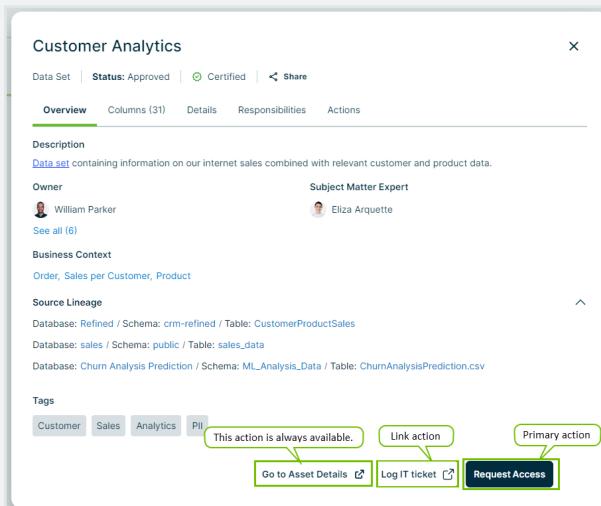 Customer Analytics
Data Set Status: Approved Certified Share
Overview Columns (31) Details Responsibilities Actions
Description
Data set containing information on our internet sales combined with relevant customer and product data.
Owner Subject Matter Expert
William Parker Eliza Arquette
See all (6)
Business Context
Order, Sales per Customer, Product
Source Lineage
Database: Refined / Schema: crm-refined / Table: CustomerProductSales
Database: sales / Schema: public / Table: sales_data
Database: Churn Analysis Prediction / Schema: ML_Analysis_Data / Table: ChurnAnalysisPrediction.csv
Tags
Customer Sales Analytics PII
This action is always available. Link action Primary action
Go to Asset Details Log IT ticket Request Access